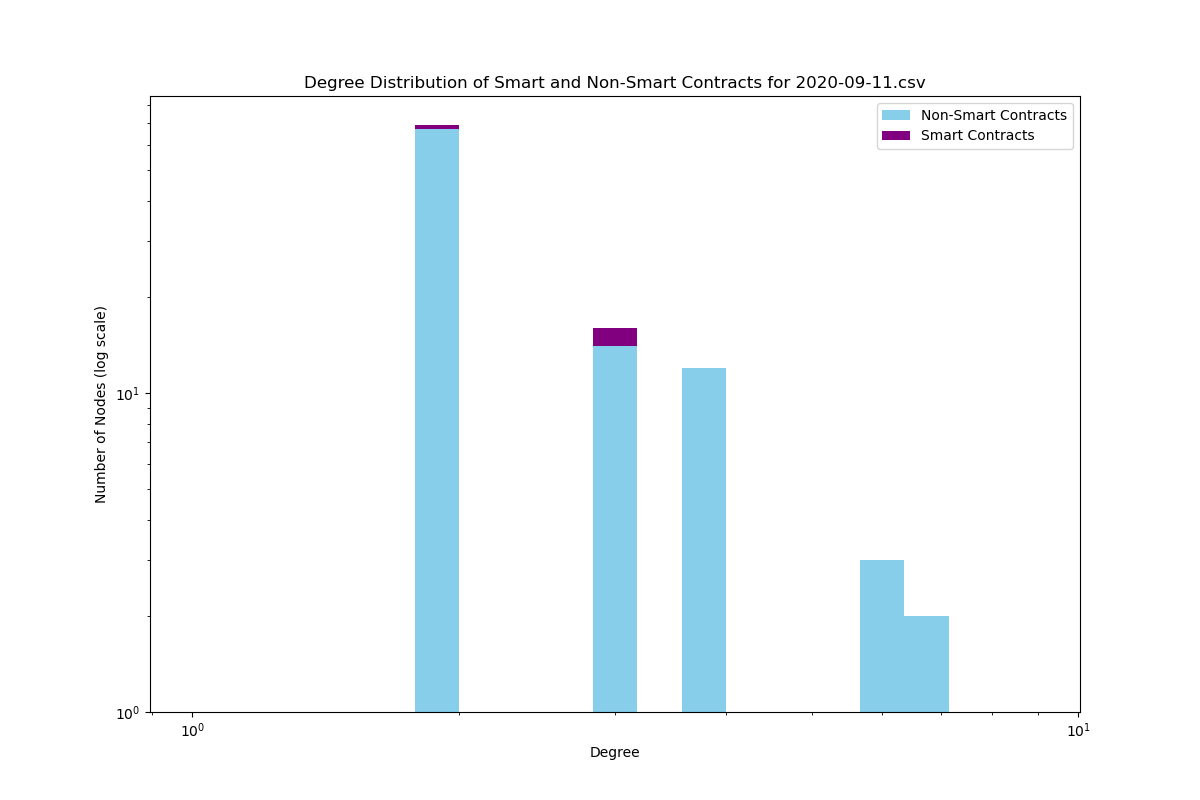 Degree Distribution of Smart and Non-Smart Contracts for 2020-09-11.csv
Non-Smart Contracts
Smart Contracts
Number of Nodes (log scale)
10¹
10⁰
10⁰
10¹
Degree